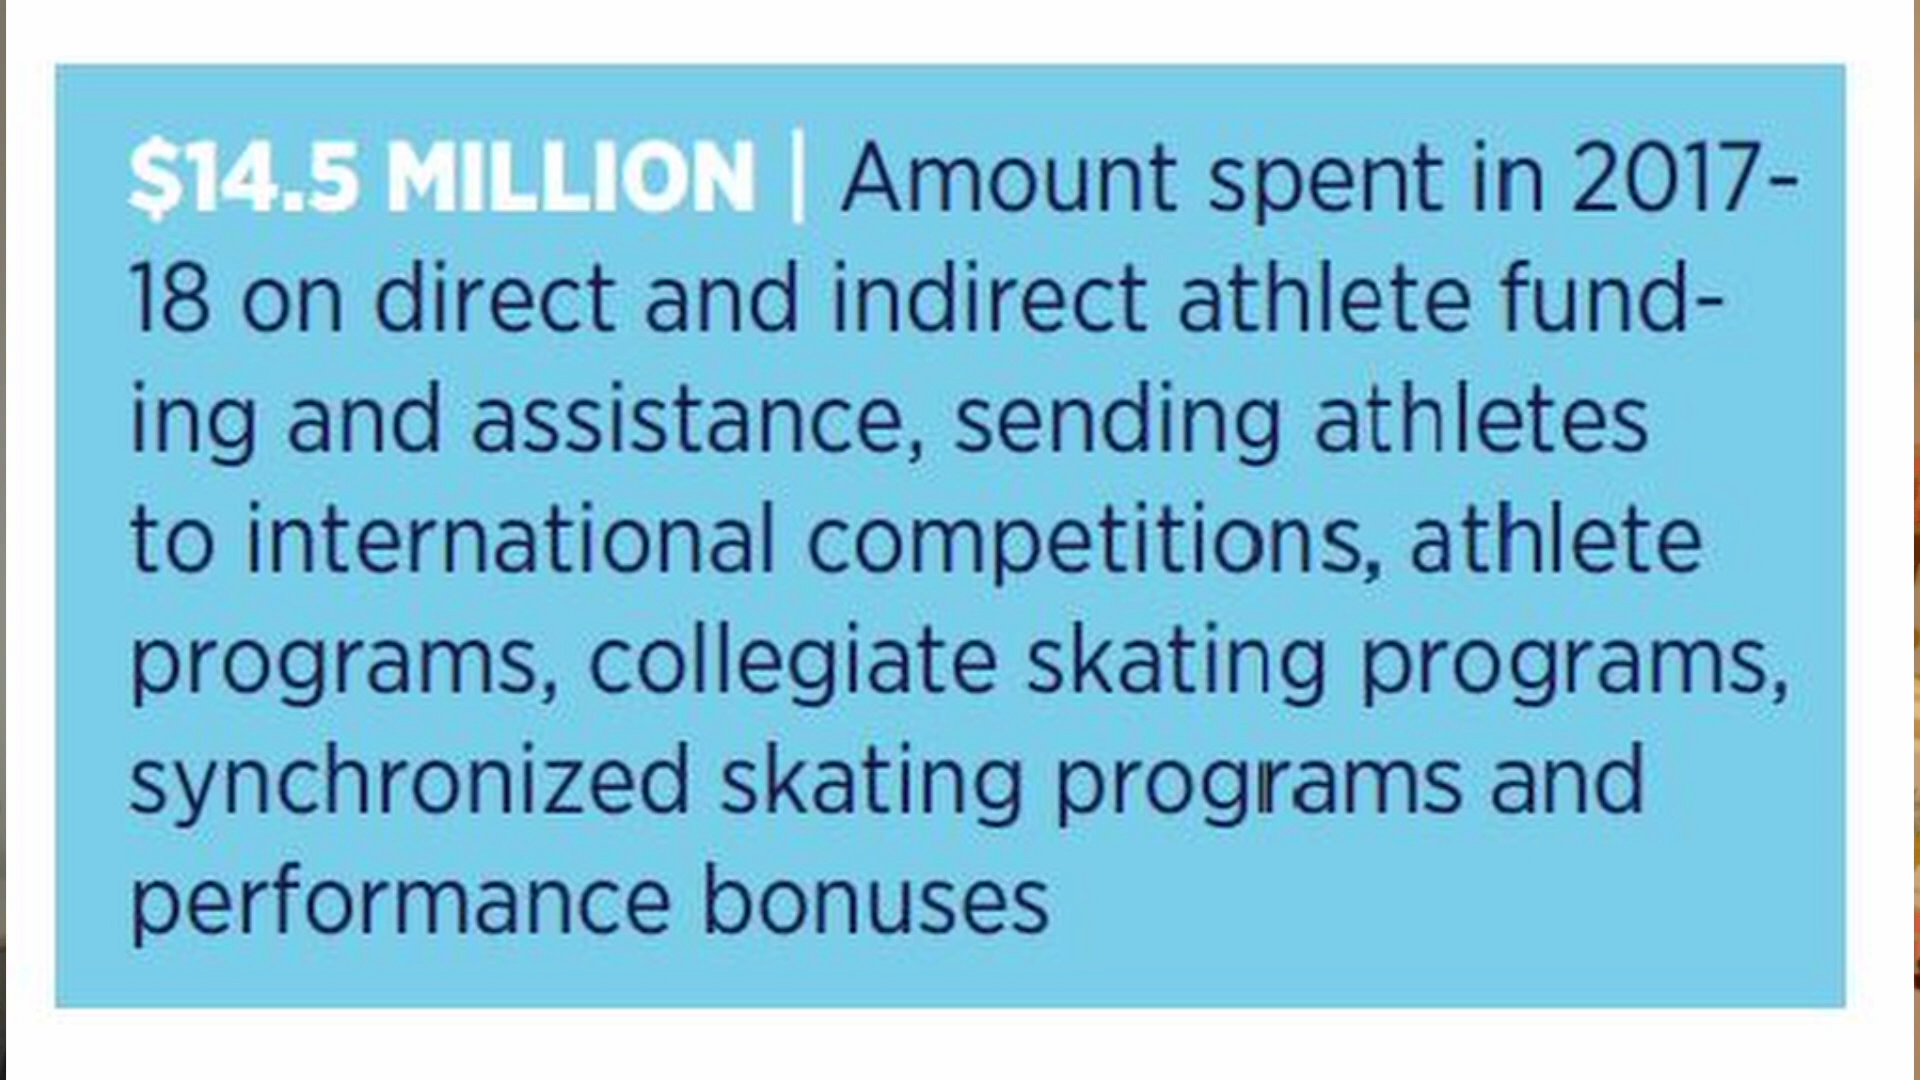 $14.5 MILLION | Amount spent in 2017-
18 on direct and indirect athlete fund-
ing and assistance, sending athletes
to international competitions, athlete
programs, collegiate skating programs,
synchronized skating programs and
performance bonuses